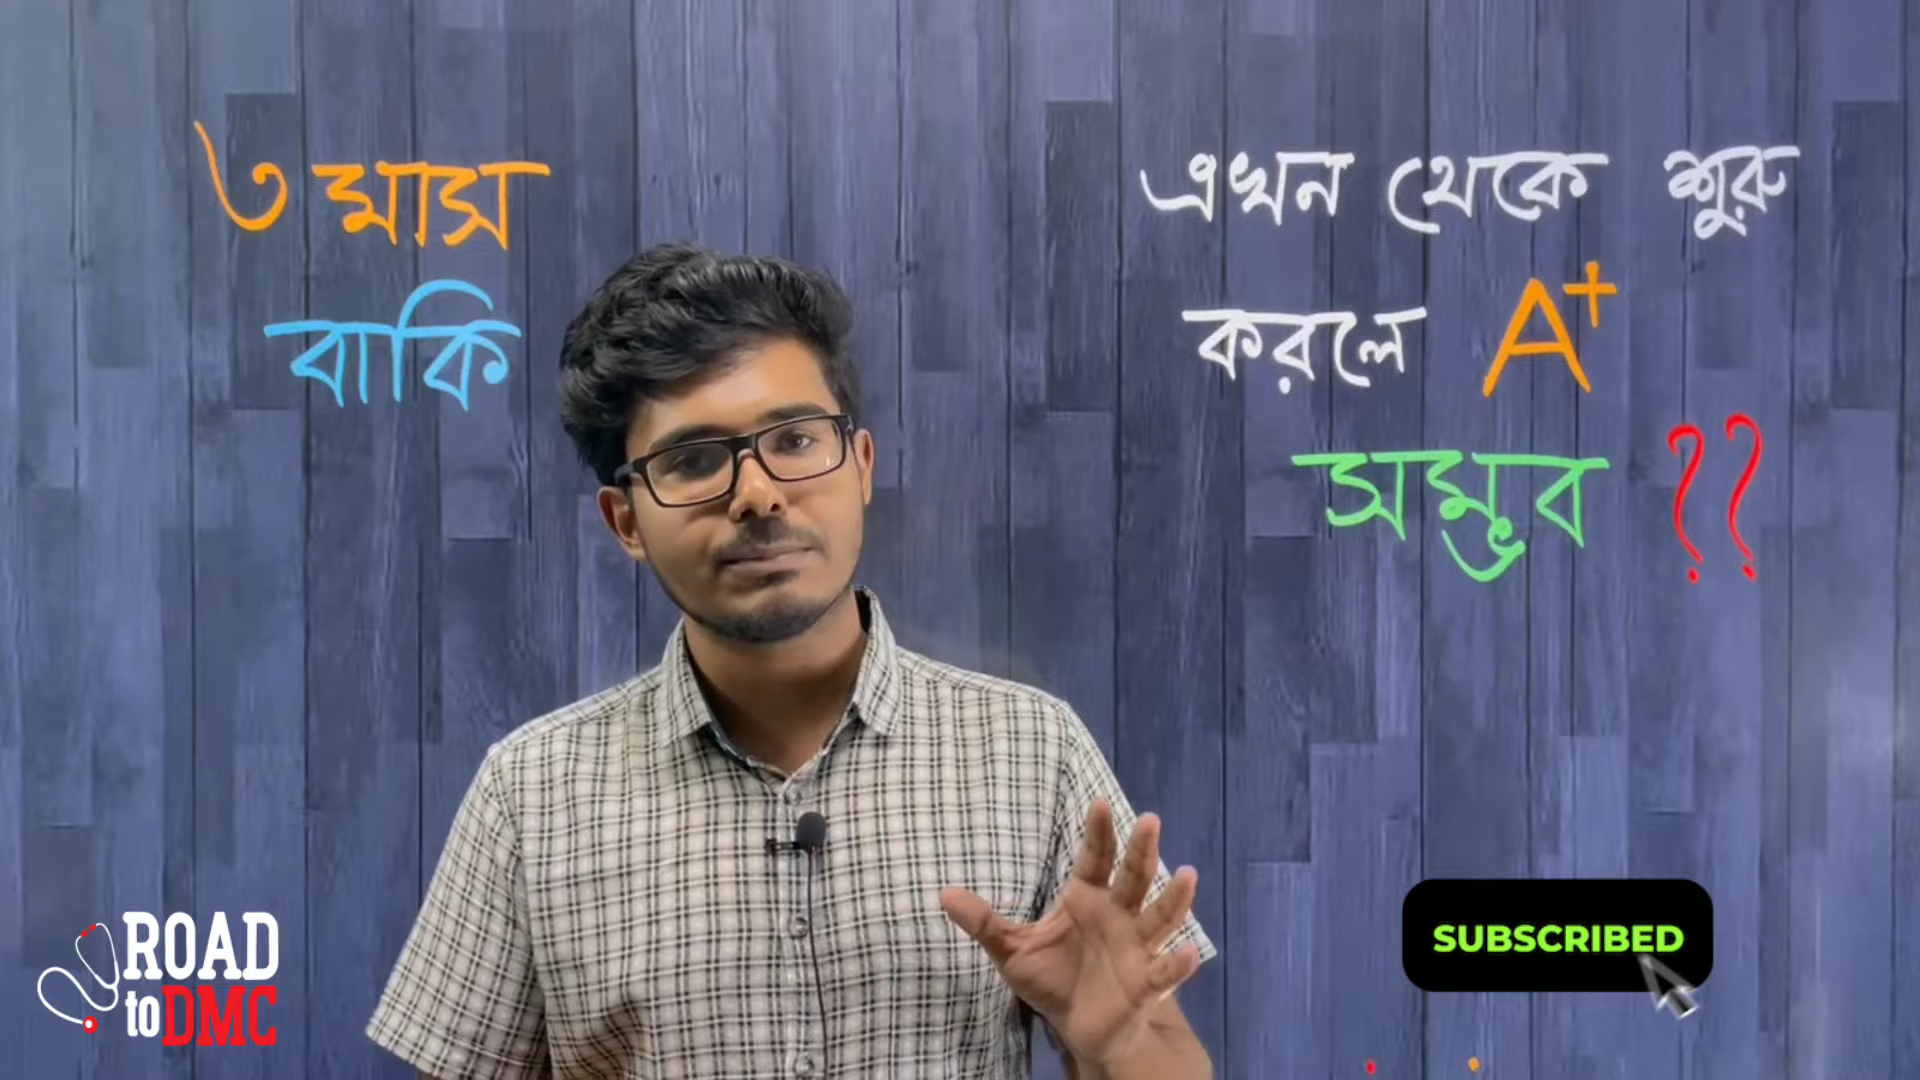 ৩ মাস
বাকি
এখন থেকে শুরু
করলে A+
সম্ভব ??
ROAD
to DMC
SUBSCRIBED